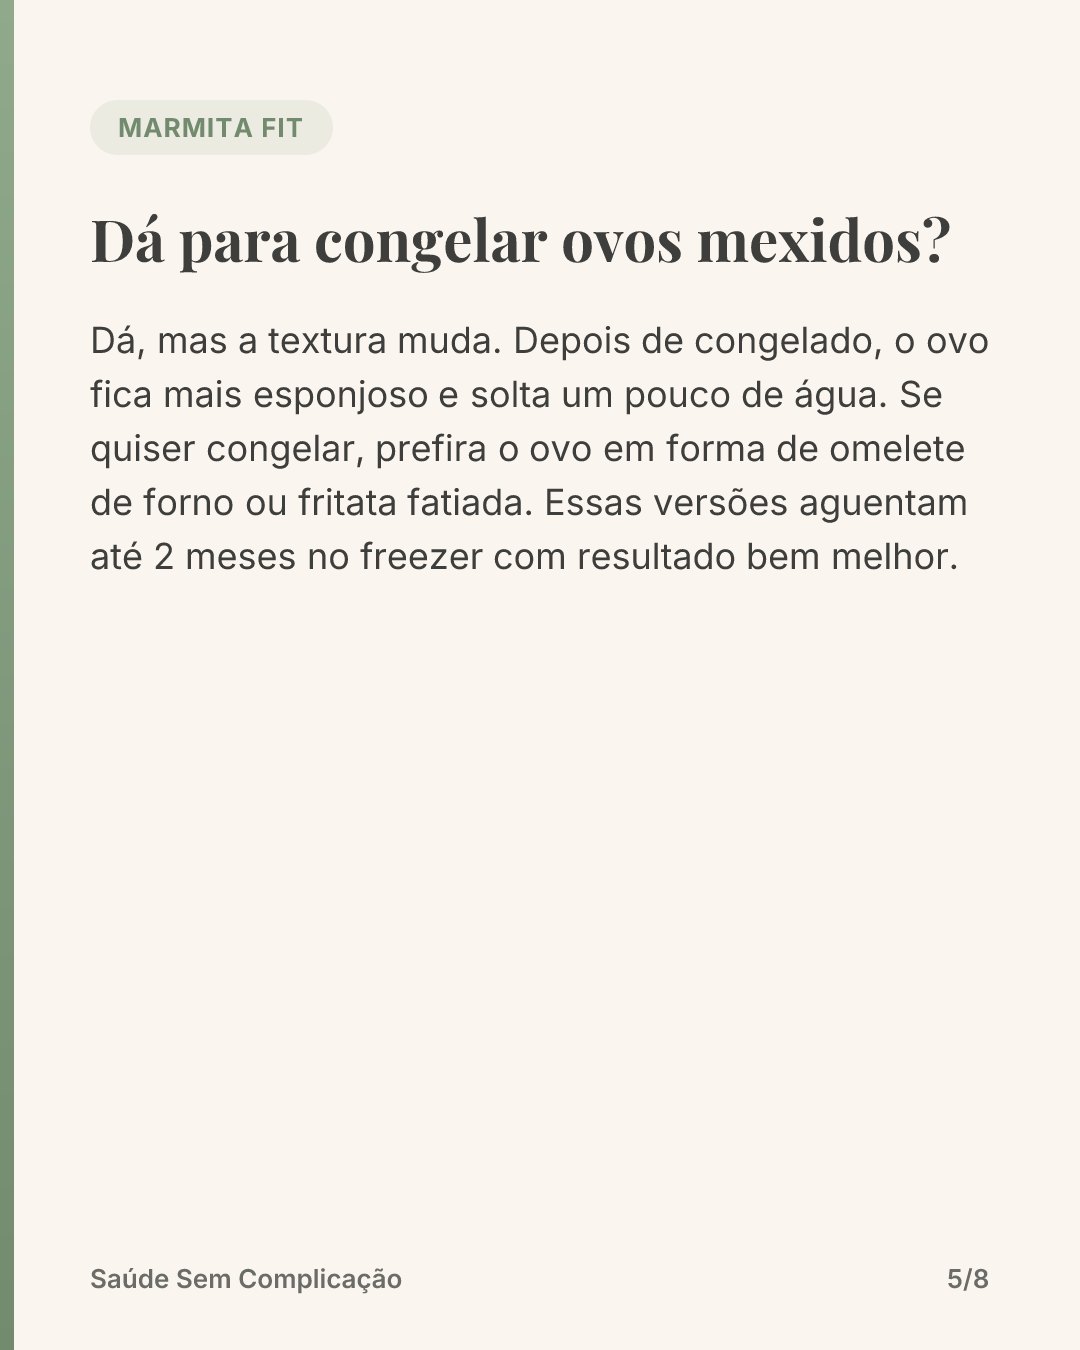 MARMITA FIT
Dá para congelar ovos mexidos?
Dá, mas a textura muda. Depois de congelado, o ovo
fica mais esponjoso e solta um pouco de água. Se
quiser congelar, prefira o ovo em forma de omelete
de forno ou fritata fatiada. Essas versões aguentam
até 2 meses no freezer com resultado bem melhor.
Saúde Sem Complicação
5/8